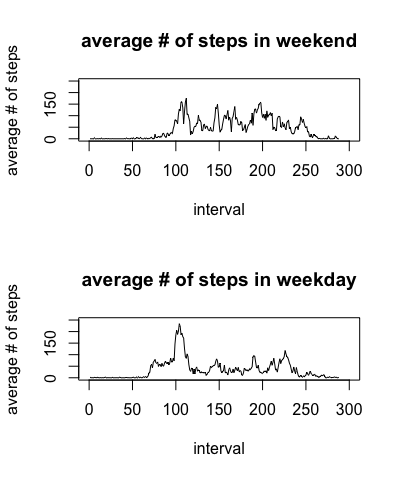 average # of steps in weekend
average # of steps
150
0
0 50 100 150 200 250 300
interval
average # of steps in weekday
average # of steps
150
0
0 50 100 150 200 250 300
interval